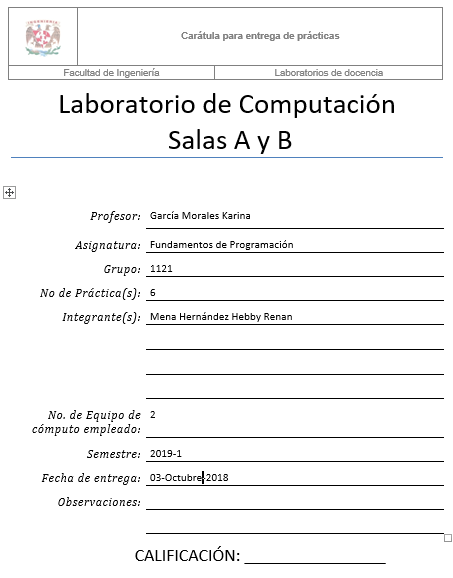 Carátula para entrega de prácticas
Facultad de Ingeniería
Laboratorios de docencia
Laboratorio de Computación
Salas A y B
Profesor: García Morales Karina
Asignatura: Fundamentos de Programación
Grupo: 1121
No de Práctica(s): 6
Integrante(s): Mena Hernández Hebby Renan
No. de Equipo de 2
cómputo empleado:
Semestre: 2019-1
Fecha de entrega: 03-Octubre-2018
Observaciones:
CALIFICACIÓN: __________